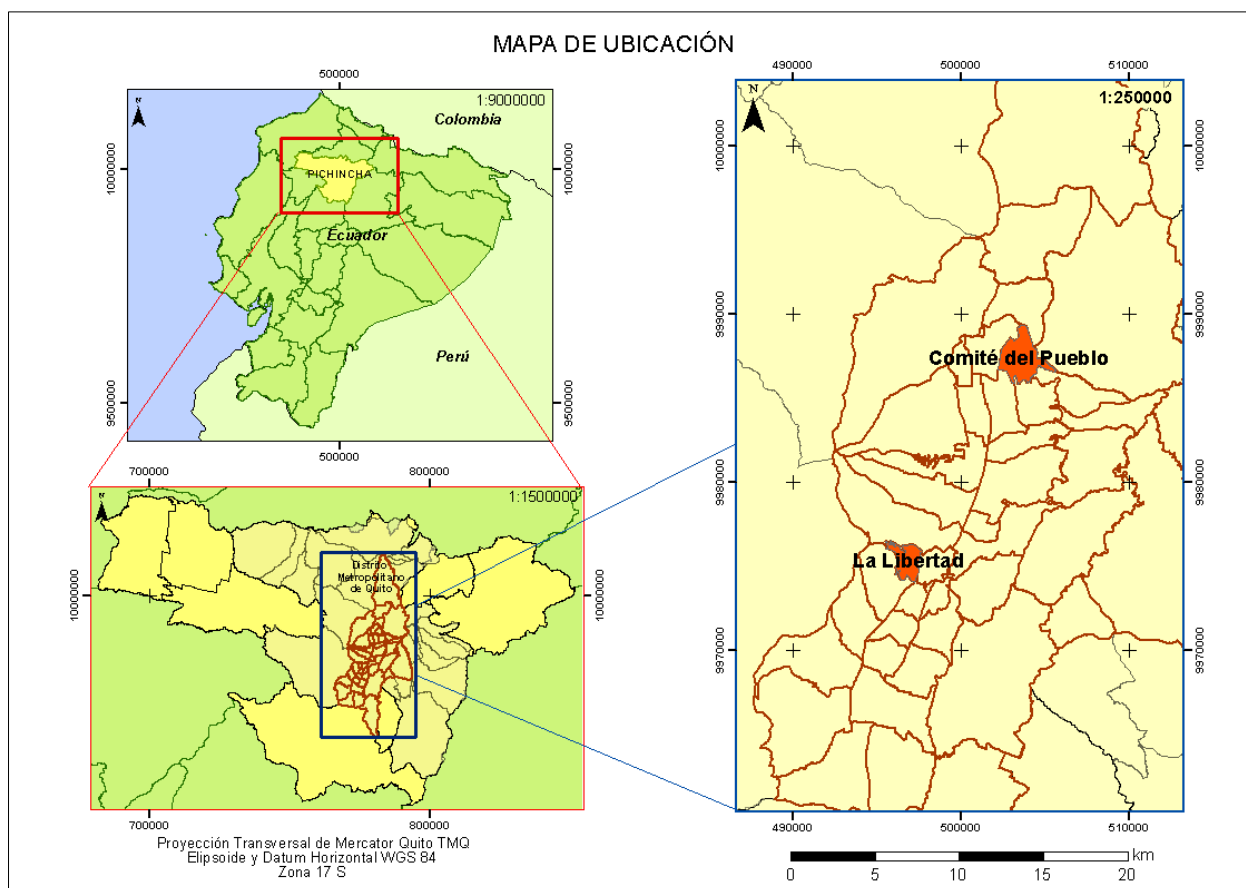 MAPA DE UBICACIÓN
500000
N
1:9000000
Colombia
PICHINCHA
Ecuador
Perú
10000000
10000000
9500000
9500000
500000
700000
800000
N
1:1500000
Distrito
Metropolitano
de Quito
10000000
10000000
700000
800000
Proyección Transversal de Mercator Quito TMQ
Elipsoide y Datum Horizontal WGS 84
Zona 17 S
490000
500000
510000
N
1:250000
10000000
10000000
9990000
9990000
Comité del Pueblo
9980000
9980000
La Libertad
9970000
9970000
490000
500000
510000
km
0
5
10
15
20